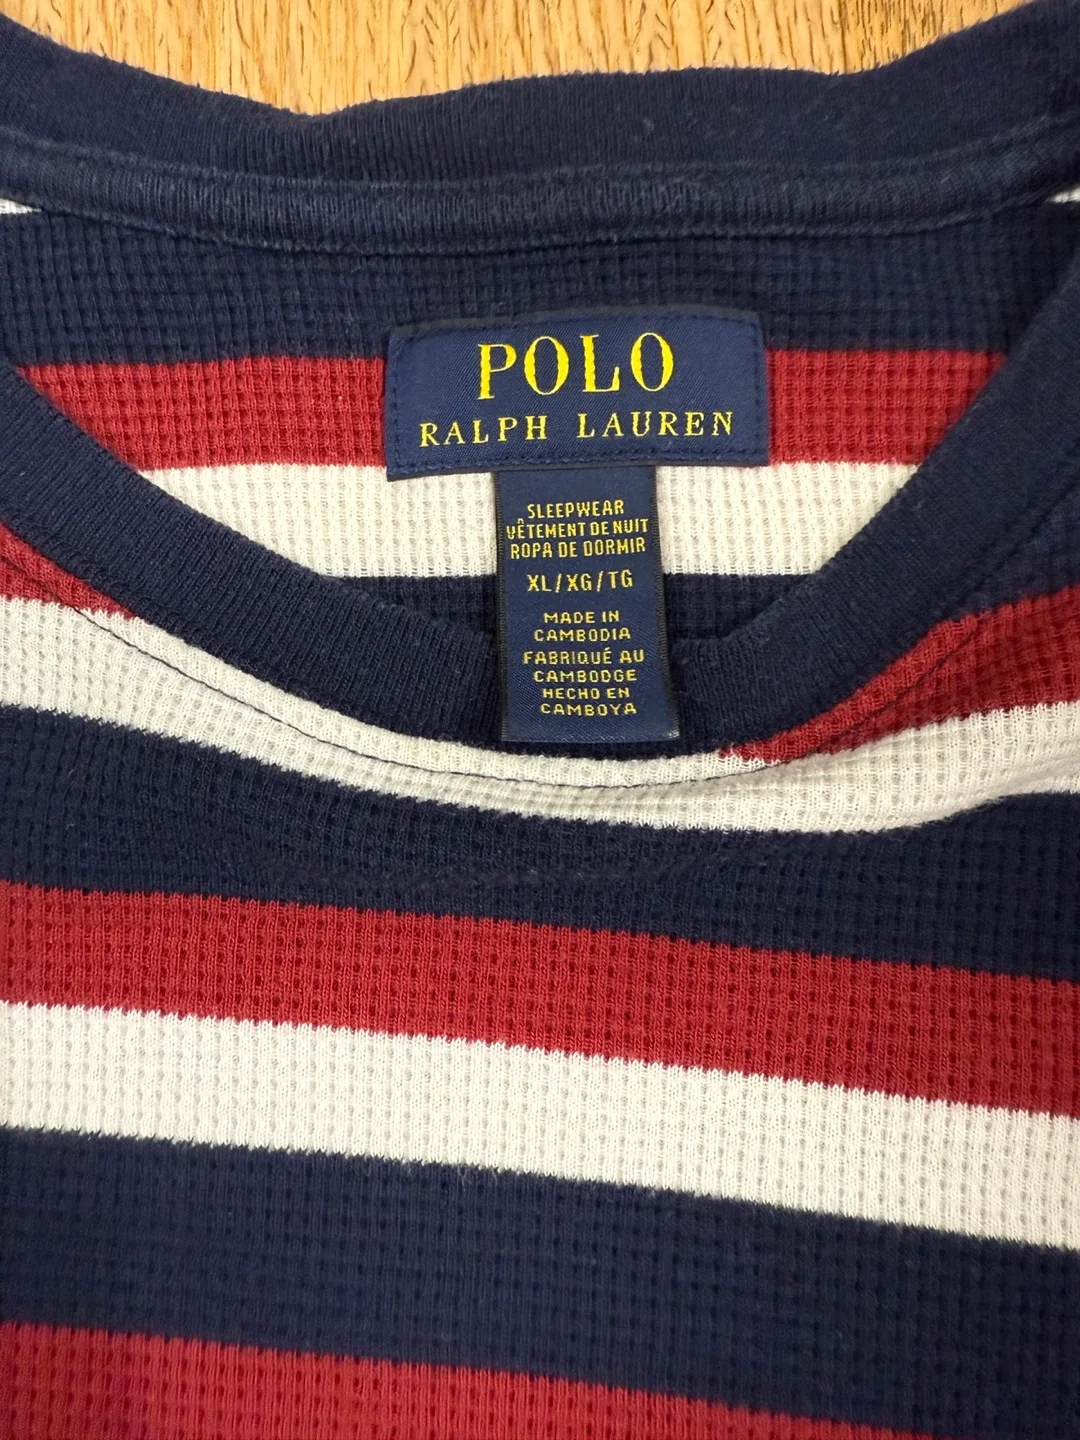 POLO
RALPH LAUREN
SLEEPWEAR
VÊTEMENT DE NUIT
ROPA DE DORMIR
XL/XG/TG
MADE IN
CAMBODIA
FABRIQUÉ AU
CAMBODGE
HECHO EN
CAMBOYA